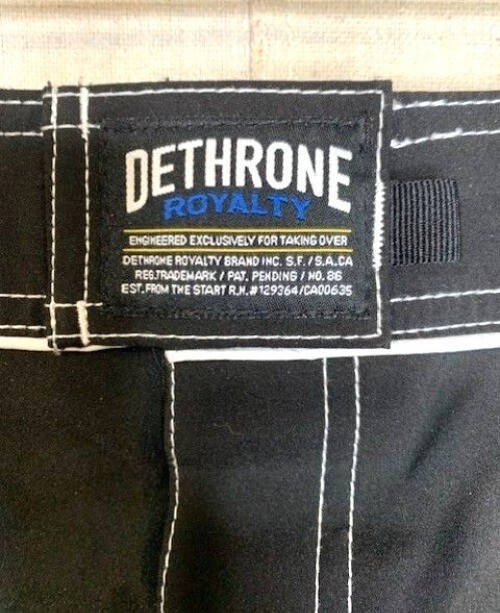 DETHRONE
ROYALTY
ENGINEERED EXCLUSIVELY FOR TAKING OVER
DETHRONE ROYALTY BRAND INC. S.F. / S.A.CA
REG.TRADEMARK / PAT. PENDING / NO. 86
EST. FROM THE START R.N.#129364/CA00635